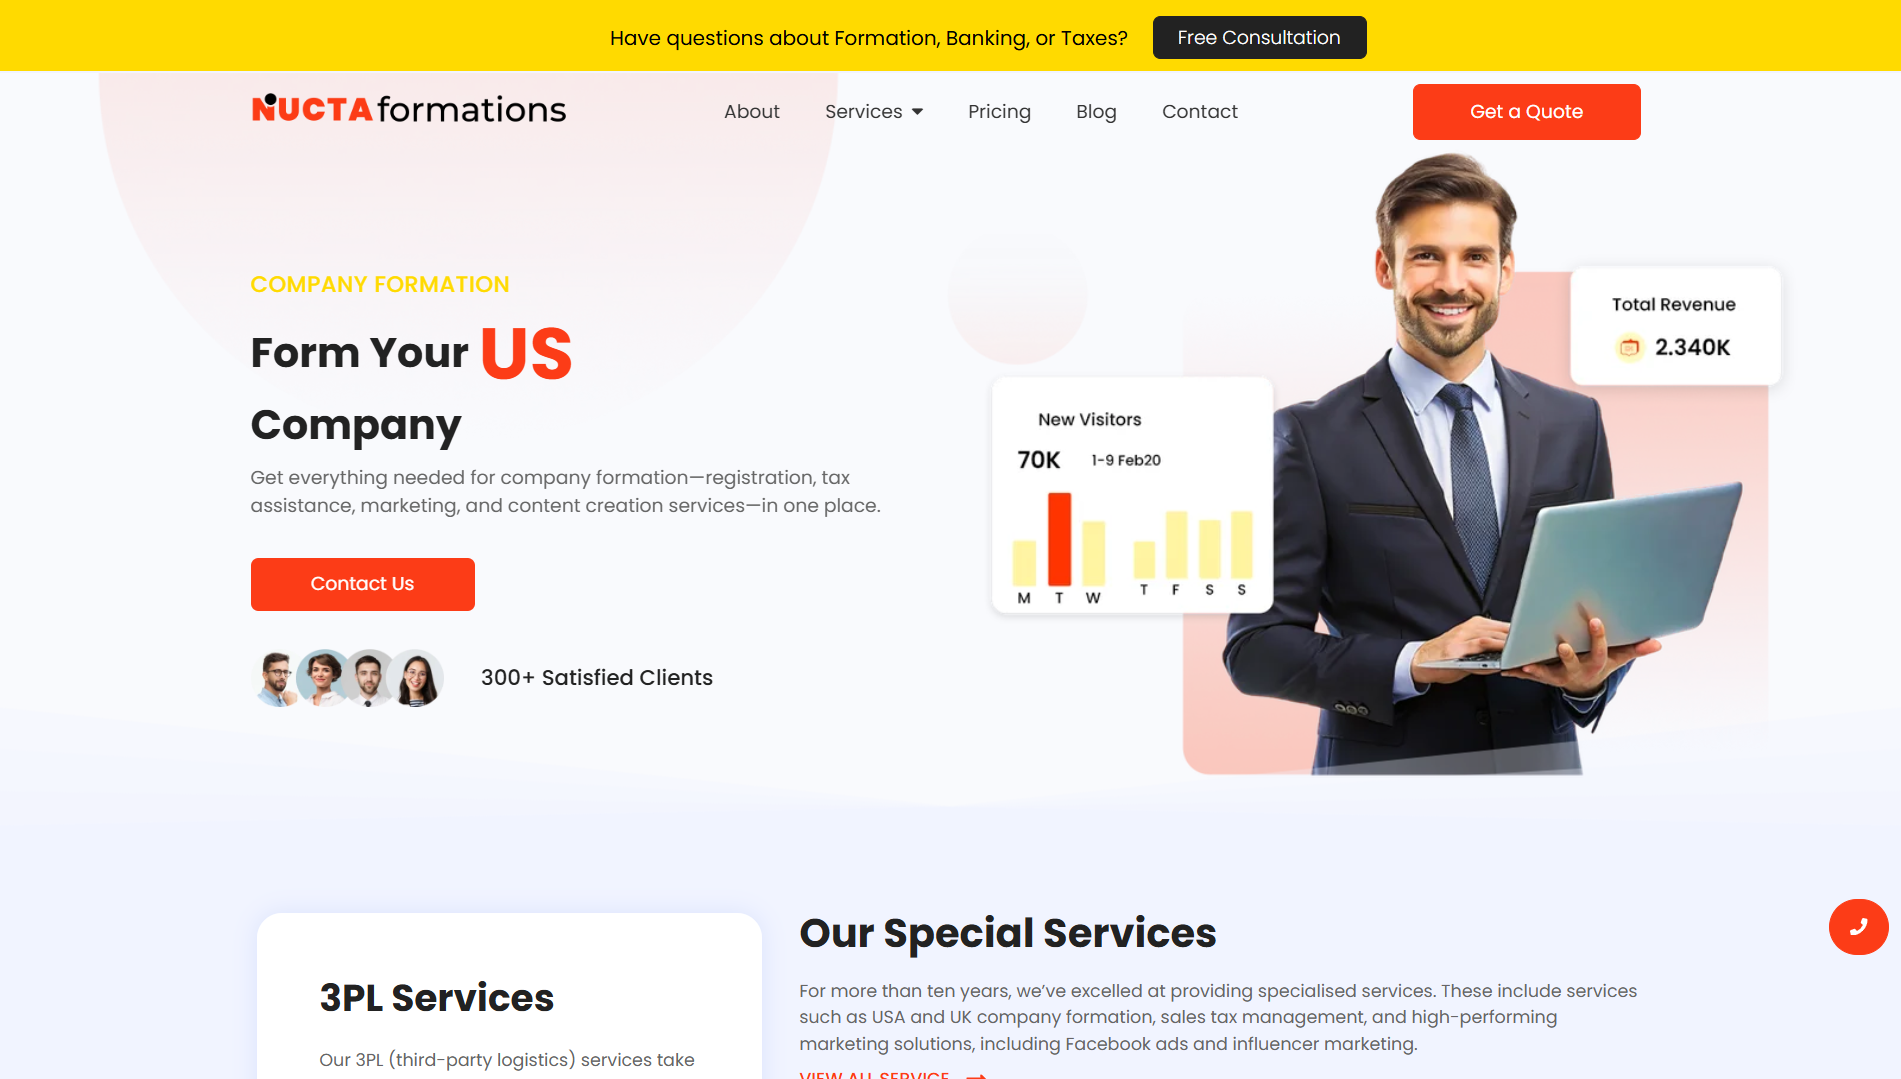 Have questions about Formation, Banking, or Taxes?
Free Consultation
NUCTA formations
About
Services
Pricing
Blog
Contact
Get a Quote
COMPANY FORMATION
Form Your US
Company
Get everything needed for company formation—registration, tax
assistance, marketing, and content creation services—in one place.
Contact Us
300+ Satisfied Clients
Total Revenue
2.340K
New Visitors
70K 1-9 Feb20
M T W T F S S
3PL Services
Our 3PL (third-party logistics) services take
Our Special Services
For more than ten years, we’ve excelled at providing specialised services. These include services
such as USA and UK company formation, sales tax management, and high-performing
marketing solutions, including Facebook ads and influencer marketing.
VIEW ALL SERVICE